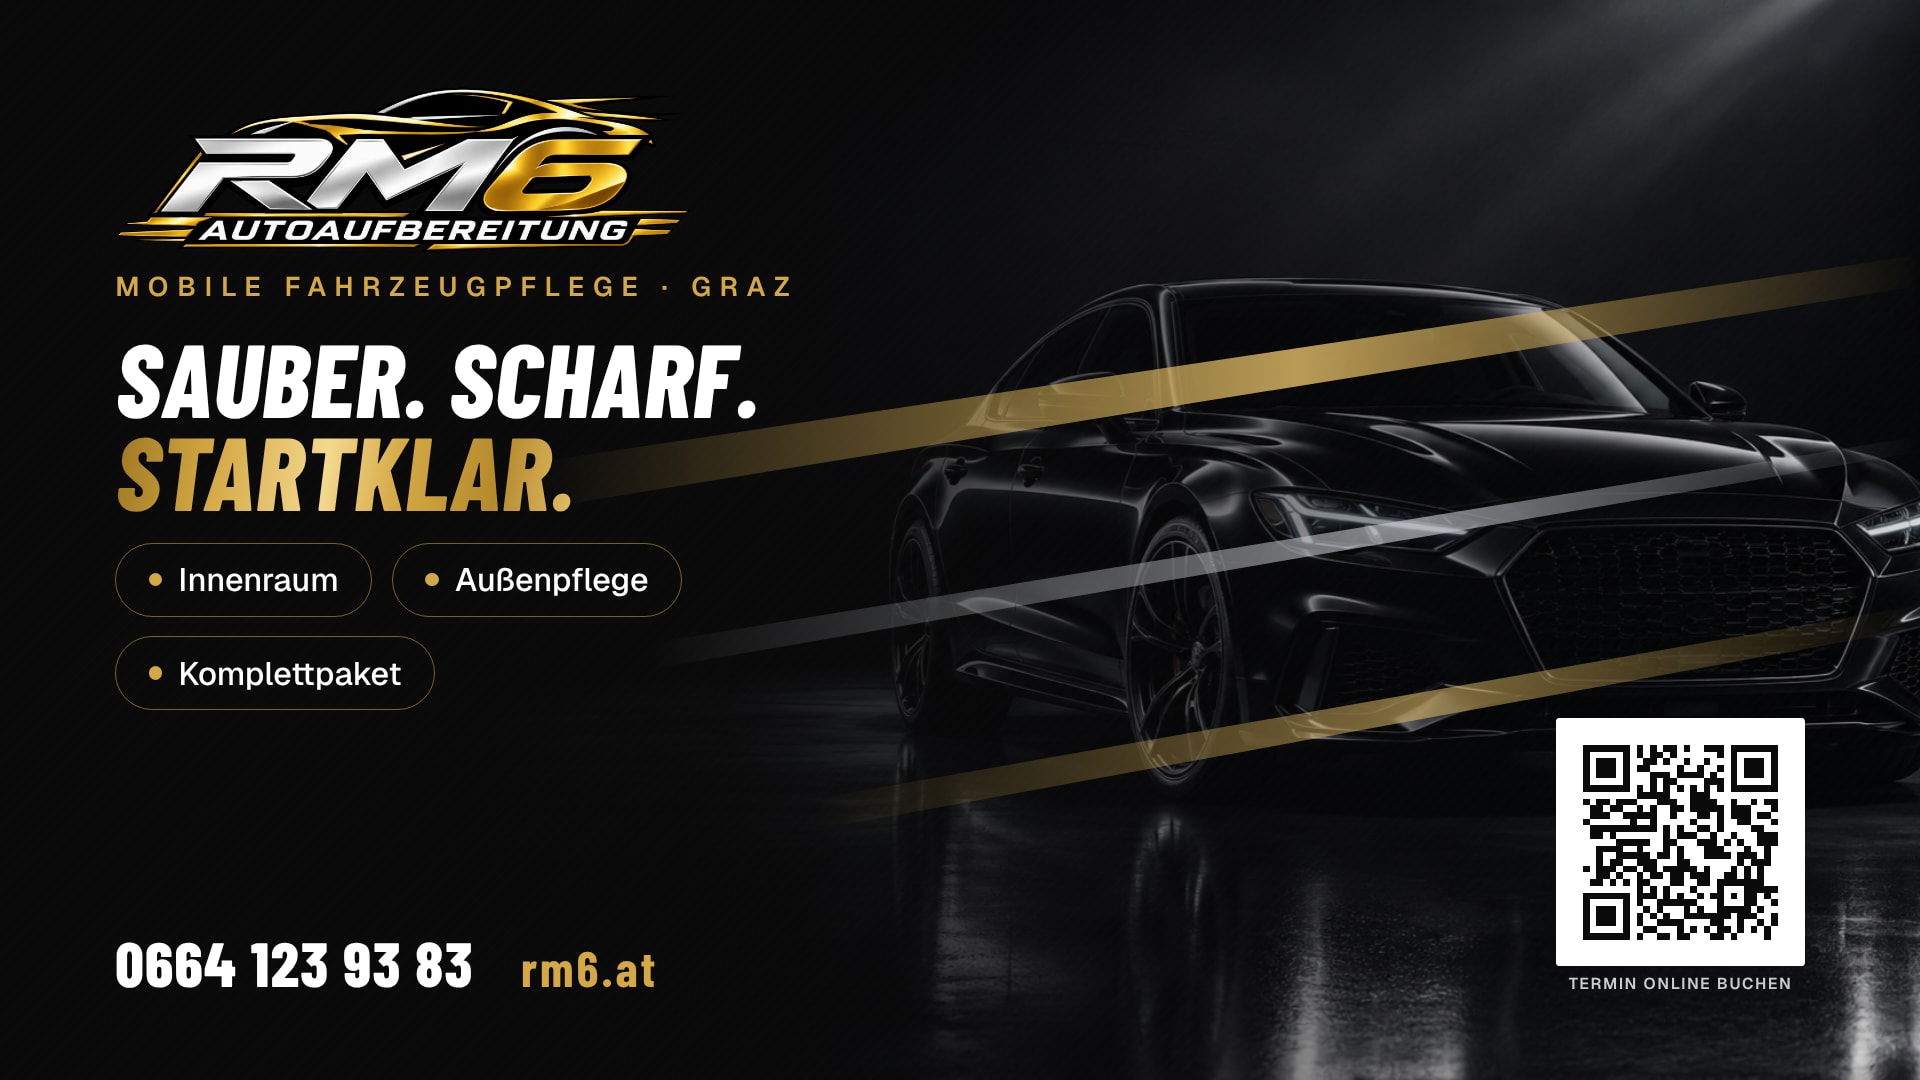 RM6
AUTOAUFBEREITUNG
MOBILE FAHRZEUGPFLEGE · GRAZ
SAUBER. SCHARF.
STARTKLAR.
Innenraum
Außenpflege
Komplettpaket
0664 123 93 83
rm6.at
TERMIN ONLINE BUCHEN